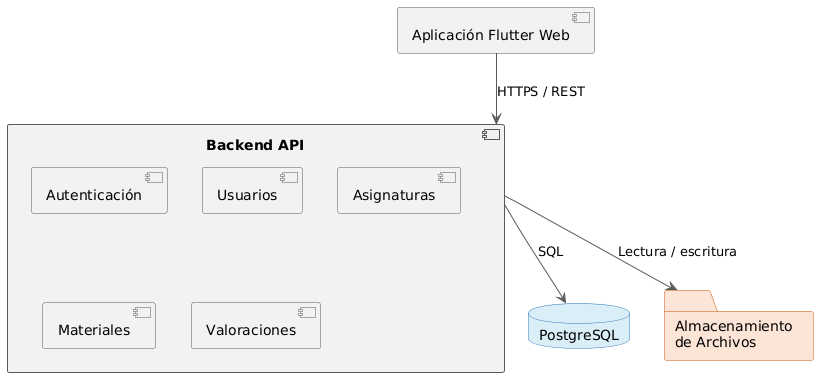 Aplicación Flutter Web
HTTPS / REST
Backend API
Autenticación
Usuarios
Asignaturas
SQL
Lectura / escritura
Materiales
Valoraciones
PostgreSQL
Almacenamiento
de Archivos